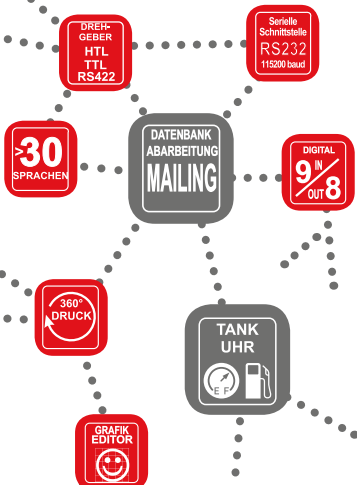 DREH-
GEBER
HTL
TTL
RS422
Serielle
Schnittstelle
RS232
115200 baud
>30
SPRACHEN
DATENBANK
ABARBEITUNG
MAILING
DIGITAL
9 IN
OUT 8
360°
DRUCK
TANK
UHR
E F
GRAFIK
EDITOR